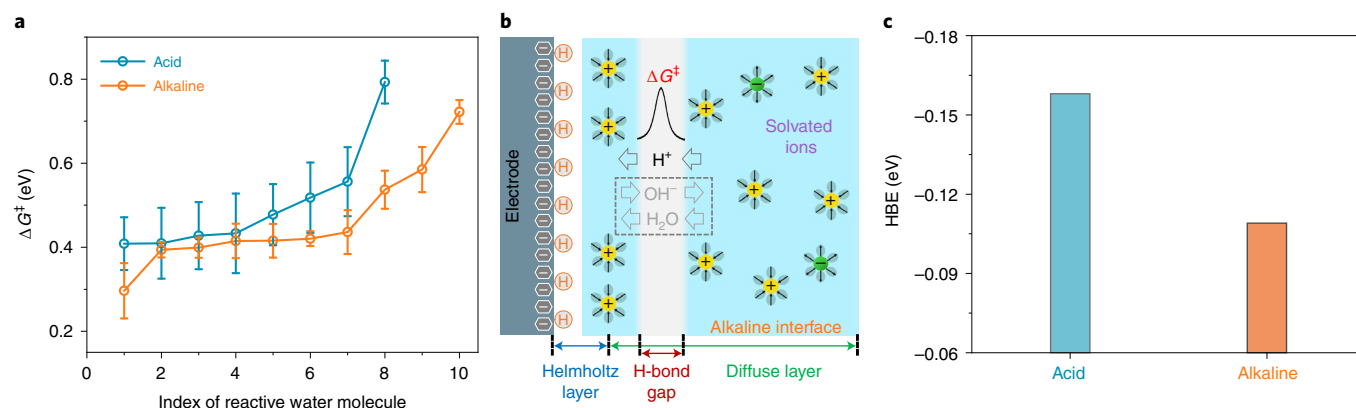 a
Acid
Alkaline
0.8
0.6
0.4
0.2
ΔG‡ (eV)
0
2
4
6
8
10
Index of reactive water molecule
b
Electrode
H
H
H
H
H
H
H
H
ΔG‡
Solvated
ions
H+
OH−
H2O
Alkaline interface
Helmholtz
layer
H-bond
gap
Diffuse layer
c
−0.18
−0.15
−0.12
−0.09
−0.06
HBE (eV)
Acid
Alkaline